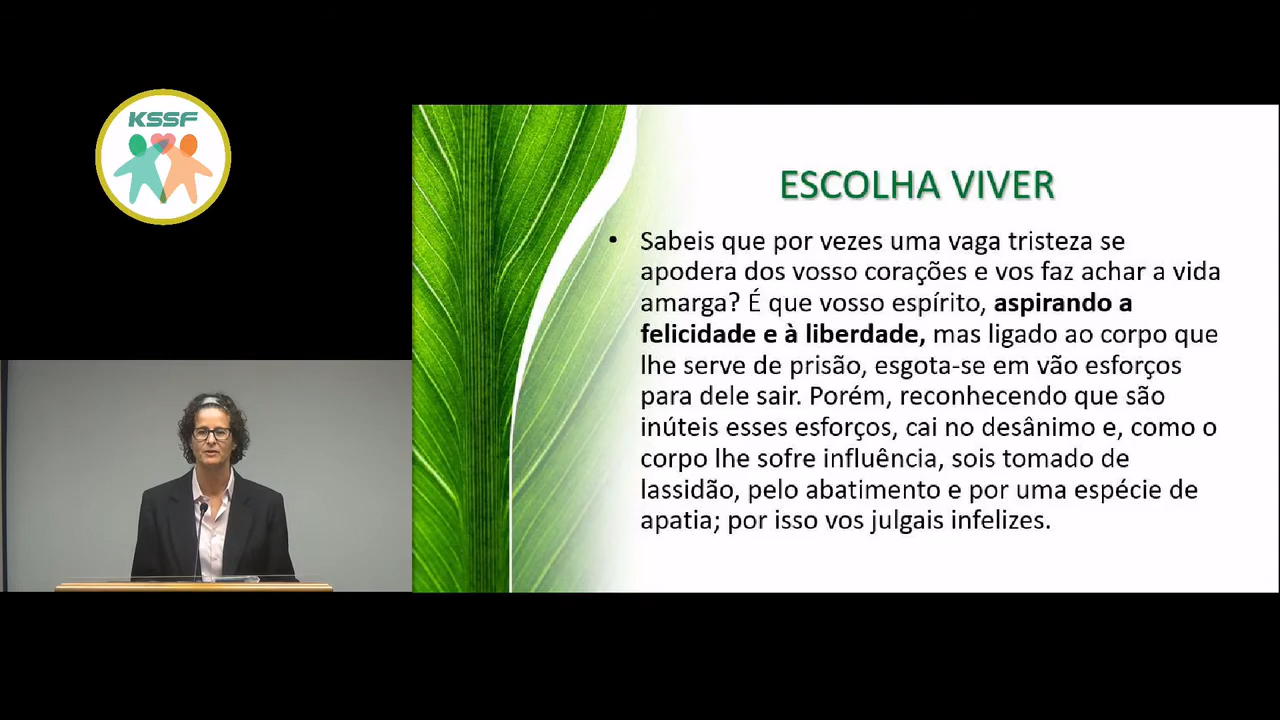 KSSF
ESCOLHA VIVER
• Sabeis que por vezes uma vaga tristeza se
apodera dos vosso corações e vos faz achar a vida
amarga? É que vosso espírito, aspirando a
felicidade e à liberdade, mas ligado ao corpo que
lhe serve de prisão, esgota-se em vão esforços
para dele sair. Porém, reconhecendo que são
inúteis esses esforços, cai no desânimo e, como o
corpo lhe sofre influência, sois tomado de
lassidão, pelo abatimento e por uma espécie de
apatia; por isso vos julgais infelizes.